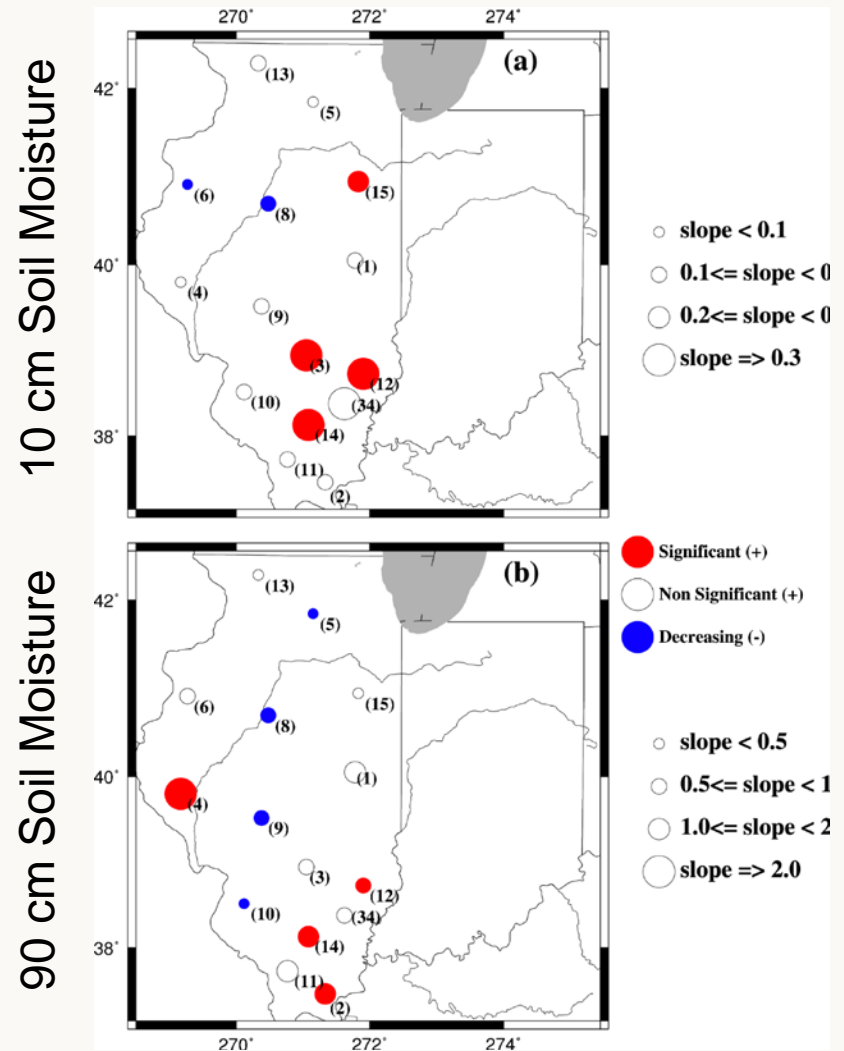 270° 272° 274°
10 cm Soil Moisture
(a)
42°
40°
38°
(13)
(5)
(6)
(8)
(15)
(1)
(4)
(9)
(3)
(12)
(10)
(34)
(14)
(11)
(2)
slope < 0.1
0.1<= slope < 0
0.2<= slope < 0
slope => 0.3
Significant (+)
Non Significant (+)
Decreasing (-)
90 cm Soil Moisture
(b)
42°
40°
38°
(13)
(5)
(6)
(15)
(8)
(1)
(4)
(9)
(3)
(12)
(10)
(34)
(14)
(11)
(2)
slope < 0.5
0.5<= slope < 1
1.0<= slope < 2
slope => 2.0
270° 272° 274°